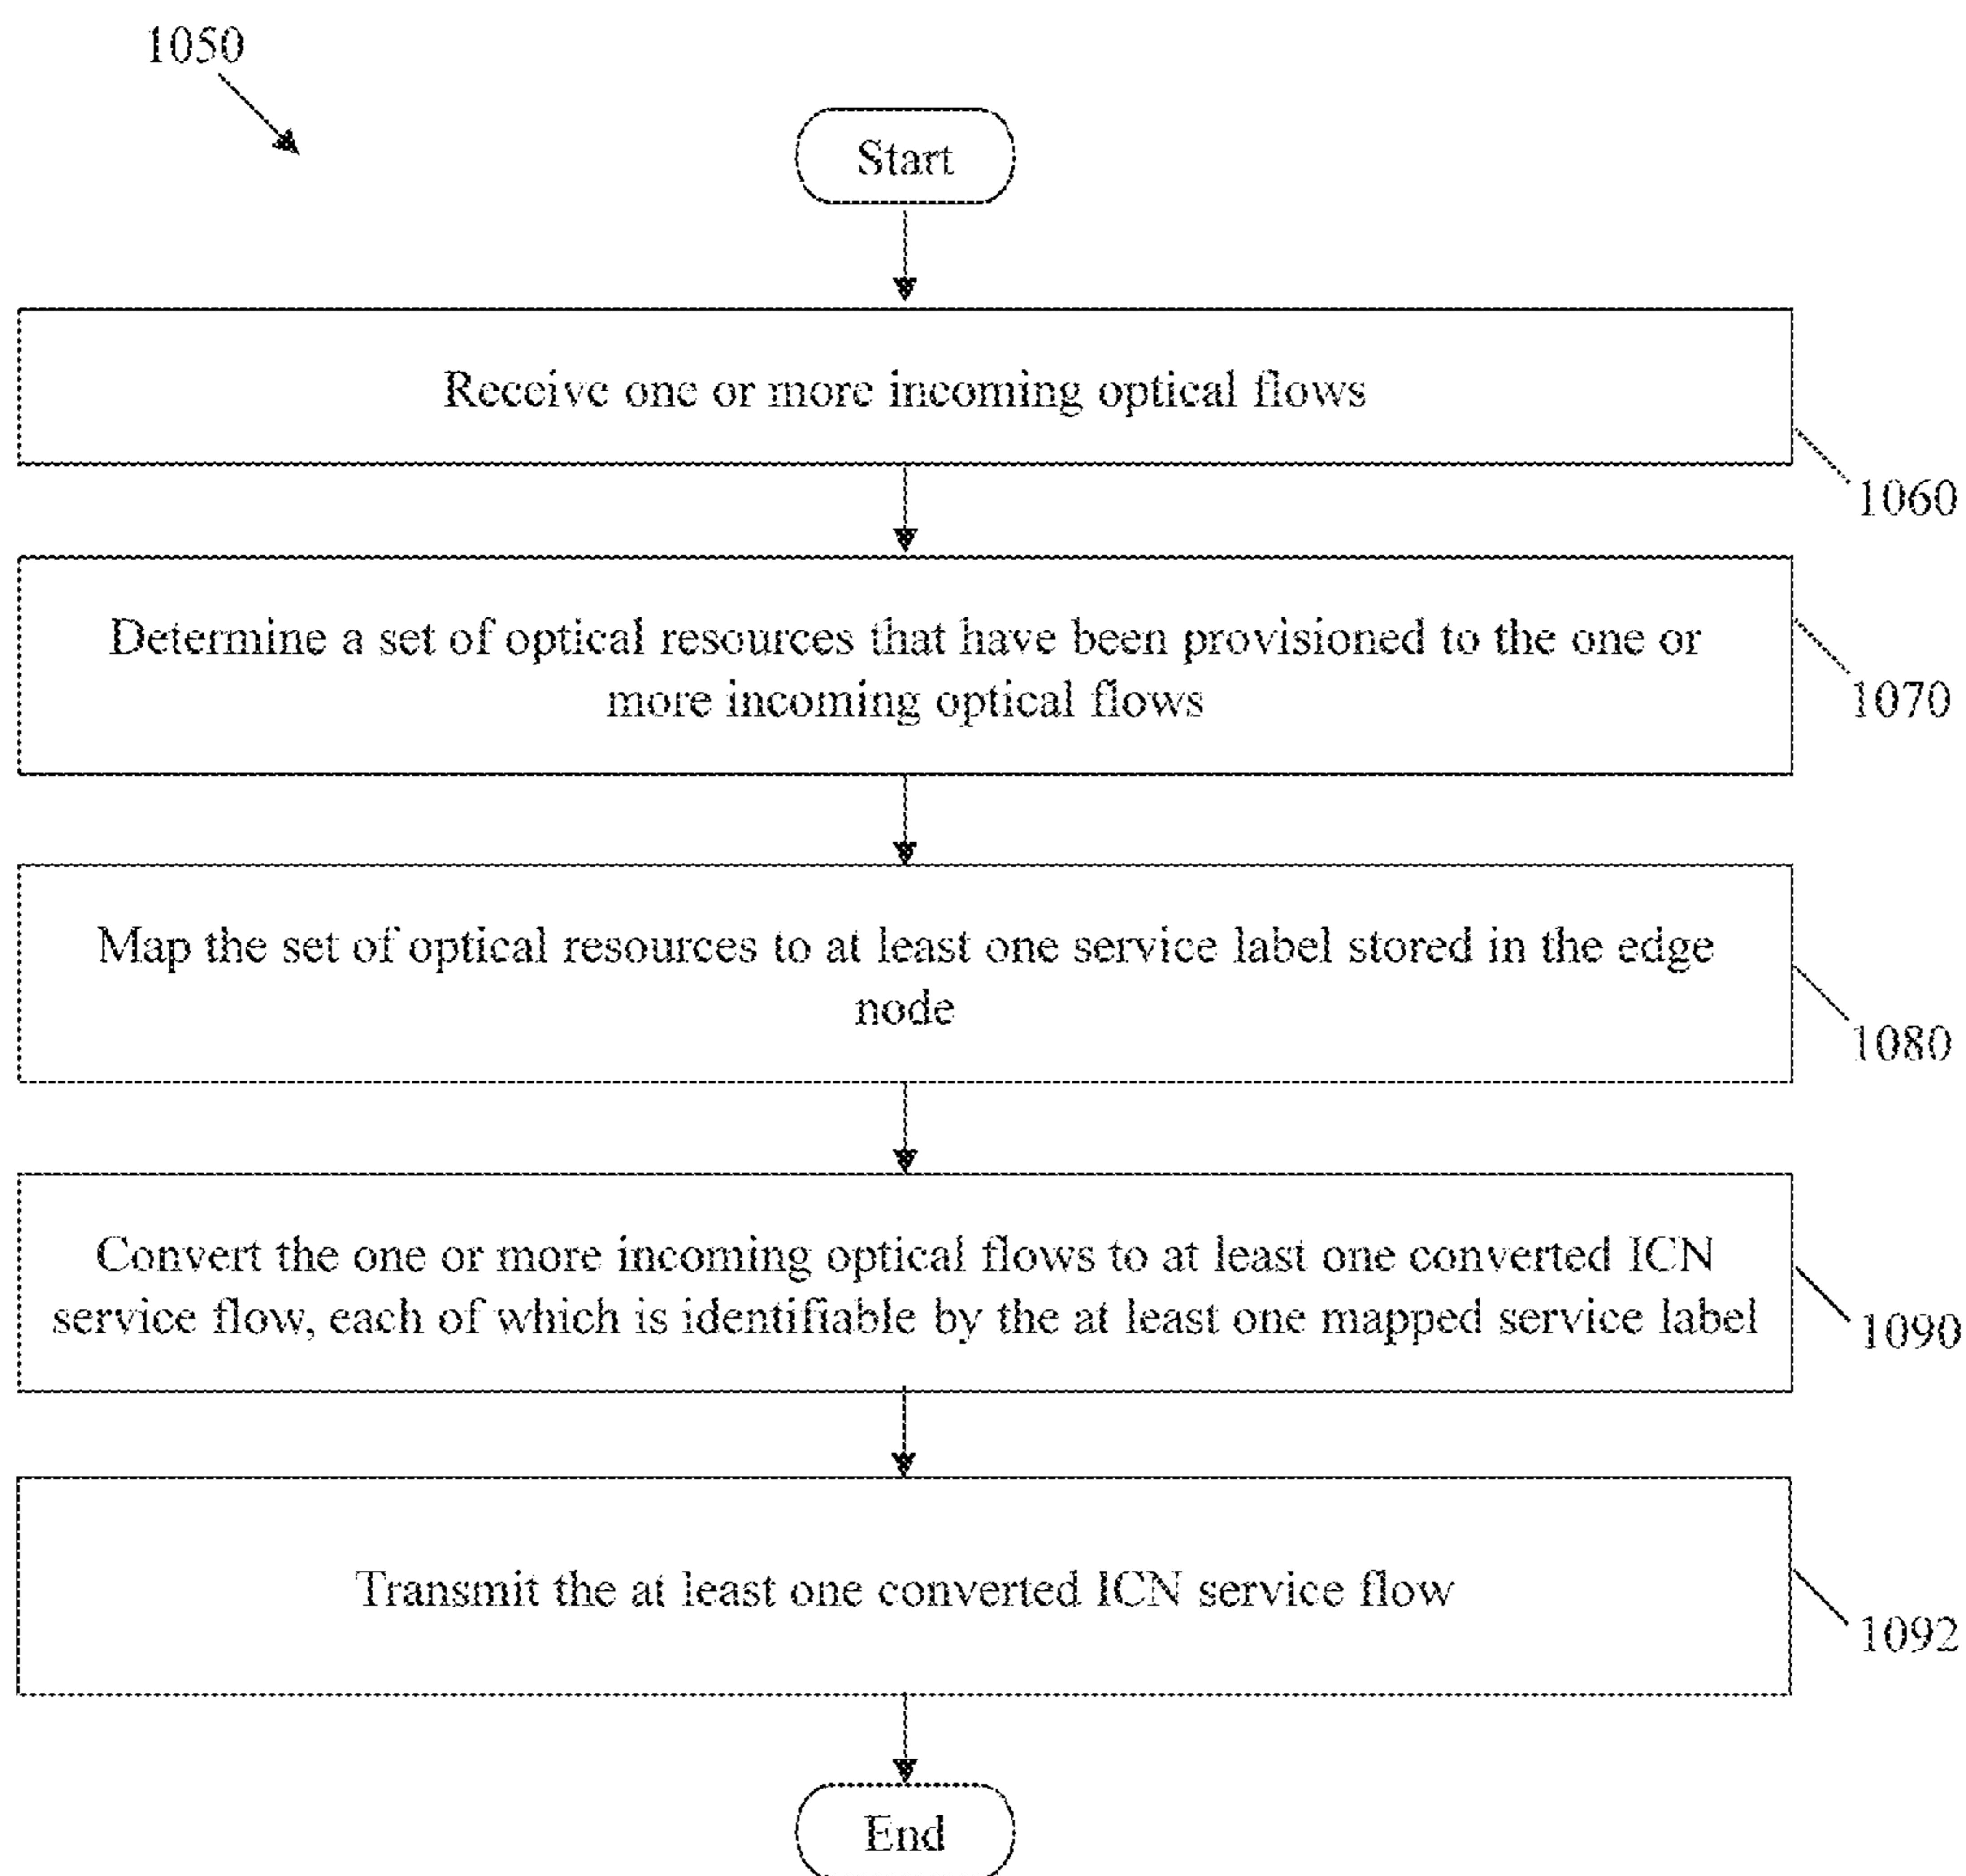 1050
Start
Receive one or more incoming optical flows
1060
Determine a set of optical resources that have been provisioned to the one or
more incoming optical flows
1070
Map the set of optical resources to at least one service label stored in the edge
node
1080
Convert the one or more incoming optical flows to at least one converted ICN
service flow, each of which is identifiable by the at least one mapped service label
1090
Transmit the at least one converted ICN service flow
1092
End